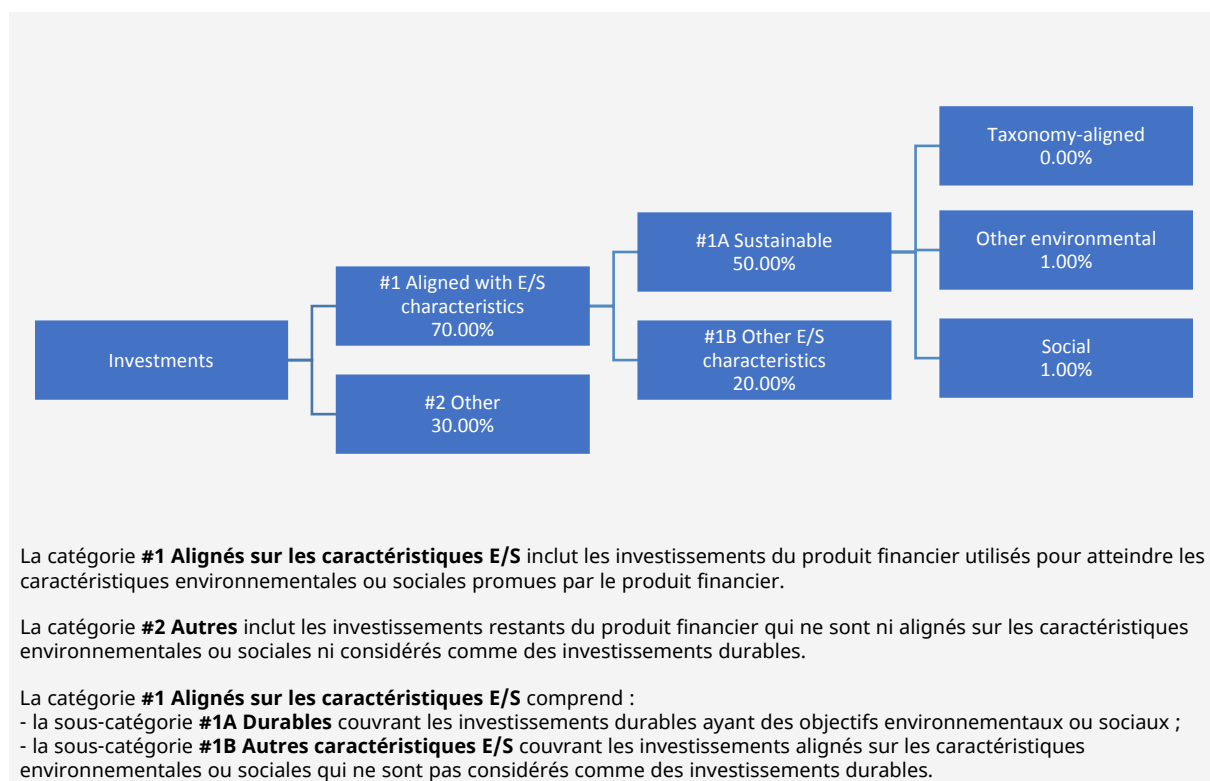 Investments
#1 Aligned with E/S
characteristics
70.00%
#2 Other
30.00%
#1A Sustainable
50.00%
#1B Other E/S
characteristics
20.00%
Taxonomy-aligned
0.00%
Other environmental
1.00%
Social
1.00%
La catégorie #1 Alignés sur les caractéristiques E/S inclut les investissements du produit financier utilisés pour atteindre les
caractéristiques environnementales ou sociales promues par le produit financier.
La catégorie #2 Autres inclut les investissements restants du produit financier qui ne sont ni alignés sur les caractéristiques
environnementales ou sociales ni considérés comme des investissements durables.
La catégorie #1 Alignés sur les caractéristiques E/S comprend :
- la sous-catégorie #1A Durables couvrant les investissements durables ayant des objectifs environnementaux ou sociaux ;
- la sous-catégorie #1B Autres caractéristiques E/S couvrant les investissements alignés sur les caractéristiques
environnementales ou sociales qui ne sont pas considérés comme des investissements durables.